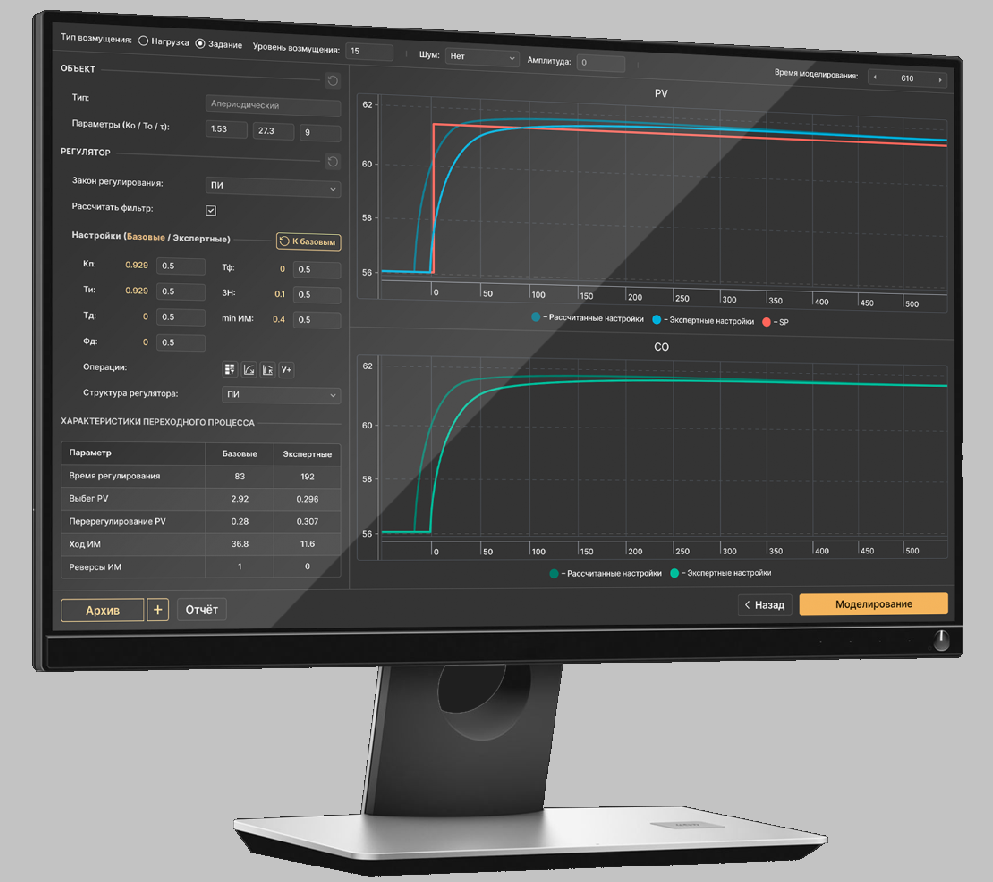 Тип возмущения: Нагрузка Задание Уровень возмущения: 15 Шум: Нет Амплитуда: 0 Время моделирования: 610
ОБЪЕКТ
Тип: Апериодический
Параметры (Ко / То / т): 1.53 27.3 9
РЕГУЛЯТОР
Закон регулирования: ПИ
Рассчитать фильтр:
Настройки (Базовые / Экспертные) К базовым
Кп: 0.929 0.5 Тф: 0 0.5
Ти: 0.929 0.5 ЗН: 0.1 0.5
Тд: 0 0.5 min ИМ: 0.4 0.5
Фд: 0 0.5
Операции: У+
Структура регулятора: ПИ
ХАРАКТЕРИСТИКИ ПЕРЕХОДНОГО ПРОЦЕССА
Параметр Базовые Экспертные
Время регулирования 83 192
Выбег PV 2.92 0.296
Перерегулирование PV 0.28 0.307
Ход ИМ 36.8 11.6
Реверсы ИМ 1 0
Архив + Отчёт
PV
62
60
58
56
0 50 100 150 200 250 300 350 400 450 500
- Рассчитанные настройки - Экспертные настройки - SP
CO
62
60
58
56
0 50 100 150 200 250 300 350 400 450 500
- Рассчитанные настройки - Экспертные настройки
Назад Моделирование